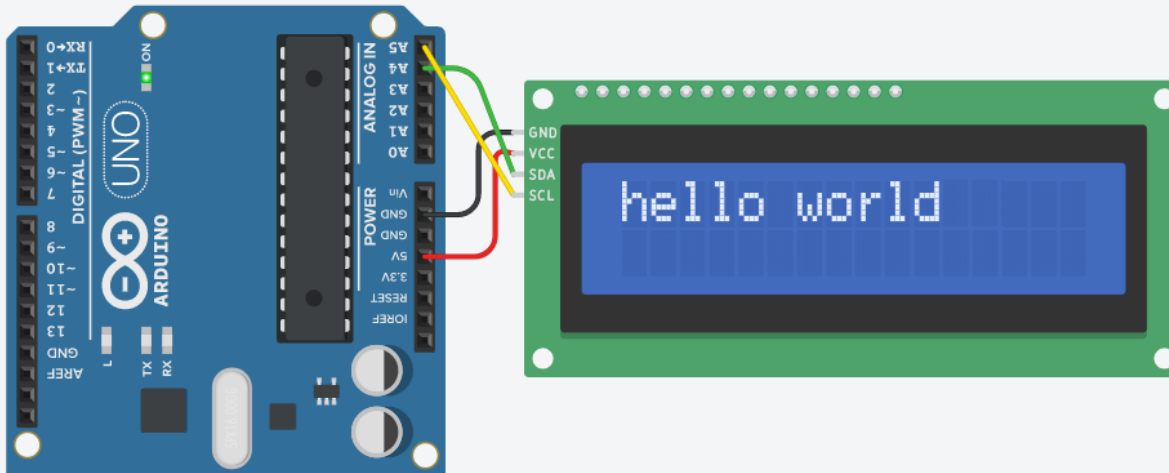 RX←0
TX→1
2
~3
4
~5
~6
7
DIGITAL (PWM~)
8
~9
~10
~11
12
13
GND
AREF
ON
UNO
ARDUINO
L
TX
RX
A5
A4
A3
A2
A1
A0
ANALOG IN
Vin
GND
GND
5V
3.3V
RESET
IOREF
POWER
GND
VCC
SDA
SCL
hello world